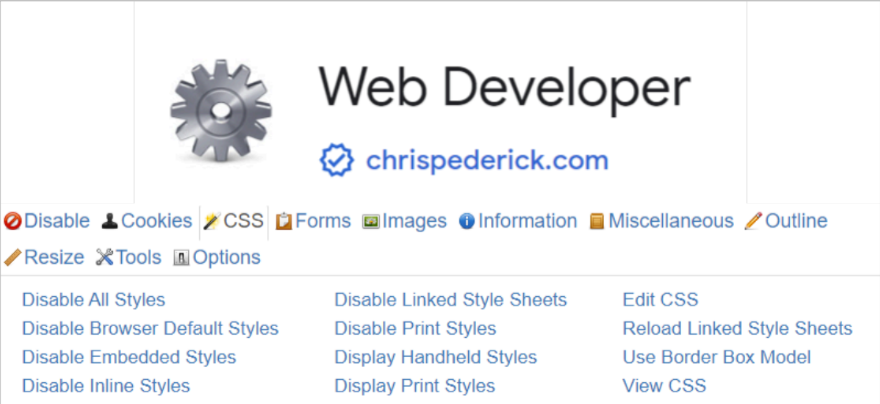 Web Developer
chrispederick.com
Disable Cookies CSS Forms Images Information Miscellaneous Outline
Resize Tools Options
Disable All Styles Disable Linked Style Sheets Edit CSS
Disable Browser Default Styles Disable Print Styles Reload Linked Style Sheets
Disable Embedded Styles Display Handheld Styles Use Border Box Model
Disable Inline Styles Display Print Styles View CSS